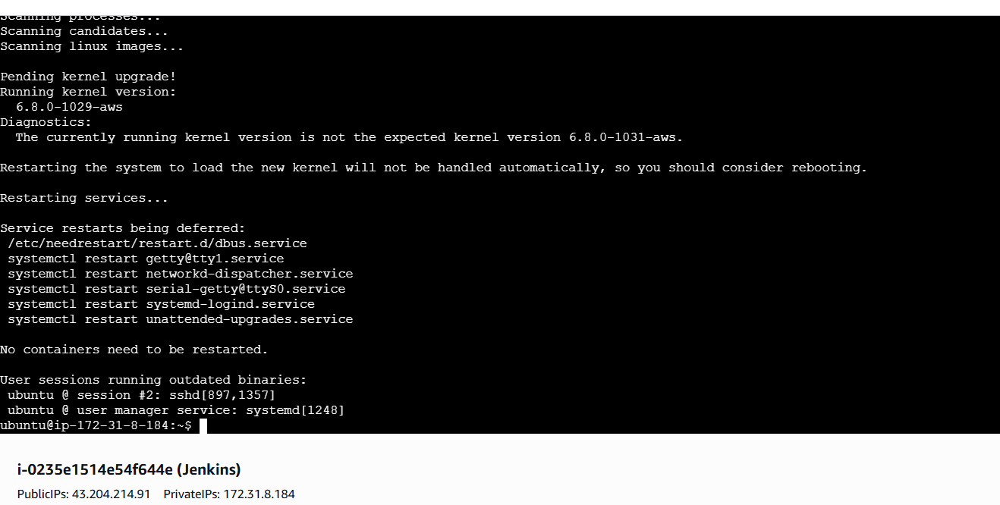 Scanning processes...
Scanning candidates...
Scanning linux images...
Pending kernel upgrade!
Running kernel version:
  6.8.0-1029-aws
Diagnostics:
  The currently running kernel version is not the expected kernel version 6.8.0-1031-aws.
Restarting the system to load the new kernel will not be handled automatically, so you should consider rebooting.
Restarting services...
Service restarts being deferred:
 /etc/needrestart/restart.d/dbus.service
 systemctl restart getty@tty1.service
 systemctl restart networkd-dispatcher.service
 systemctl restart serial-getty@ttyS0.service
 systemctl restart systemd-logind.service
 systemctl restart unattended-upgrades.service
No containers need to be restarted.
User sessions running outdated binaries:
 ubuntu @ session #2: sshd[897,1357]
 ubuntu @ user manager service: systemd[1248]
ubuntu@ip-172-31-8-184:~$
i-0235e1514e54f644e (Jenkins)
PublicIPs: 43.204.214.91 PrivateIPs: 172.31.8.184